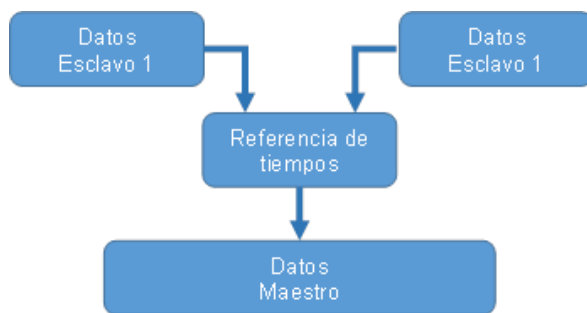 Datos
Esclavo 1
Datos
Esclavo 1
Referencia de
tiempos
Datos
Maestro